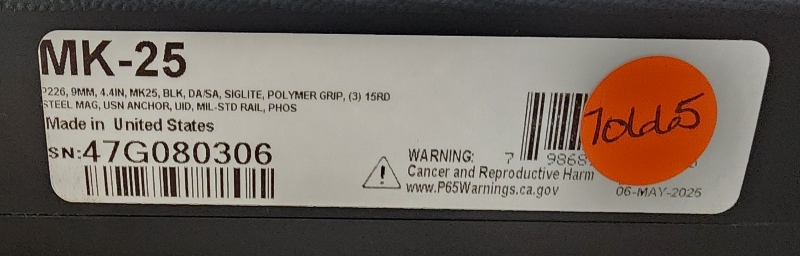 MK-25
P226, 9MM, 4.4IN, MK25, BLK, DA/SA, SIGLITE, POLYMER GRIP, (3) 15RD
STEEL MAG, USN ANCHOR, UID, MIL-STD RAIL, PHOS
Made in United States
SN:47G080306
WARNING:
Cancer and Reproductive Harm
www.P65Warnings.ca.gov
7 9868
06-MAY-2025